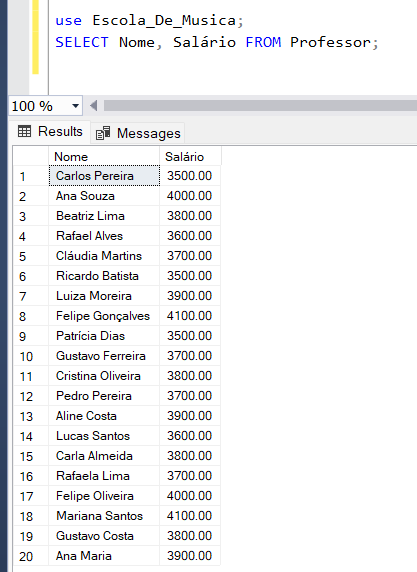 use Escola_De_Musica;
SELECT Nome, Salário FROM Professor;
100 %
Results Messages
Nome Salário
1 Carlos Pereira 3500.00
2 Ana Souza 4000.00
3 Beatriz Lima 3800.00
4 Rafael Alves 3600.00
5 Cláudia Martins 3700.00
6 Ricardo Batista 3500.00
7 Luiza Moreira 3900.00
8 Felipe Gonçalves 4100.00
9 Patrícia Dias 3500.00
10 Gustavo Ferreira 3700.00
11 Cristina Oliveira 3800.00
12 Pedro Pereira 3700.00
13 Aline Costa 3900.00
14 Lucas Santos 3600.00
15 Carla Almeida 3800.00
16 Rafaela Lima 3700.00
17 Felipe Oliveira 4000.00
18 Mariana Santos 4100.00
19 Gustavo Costa 3800.00
20 Ana Maria 3900.00